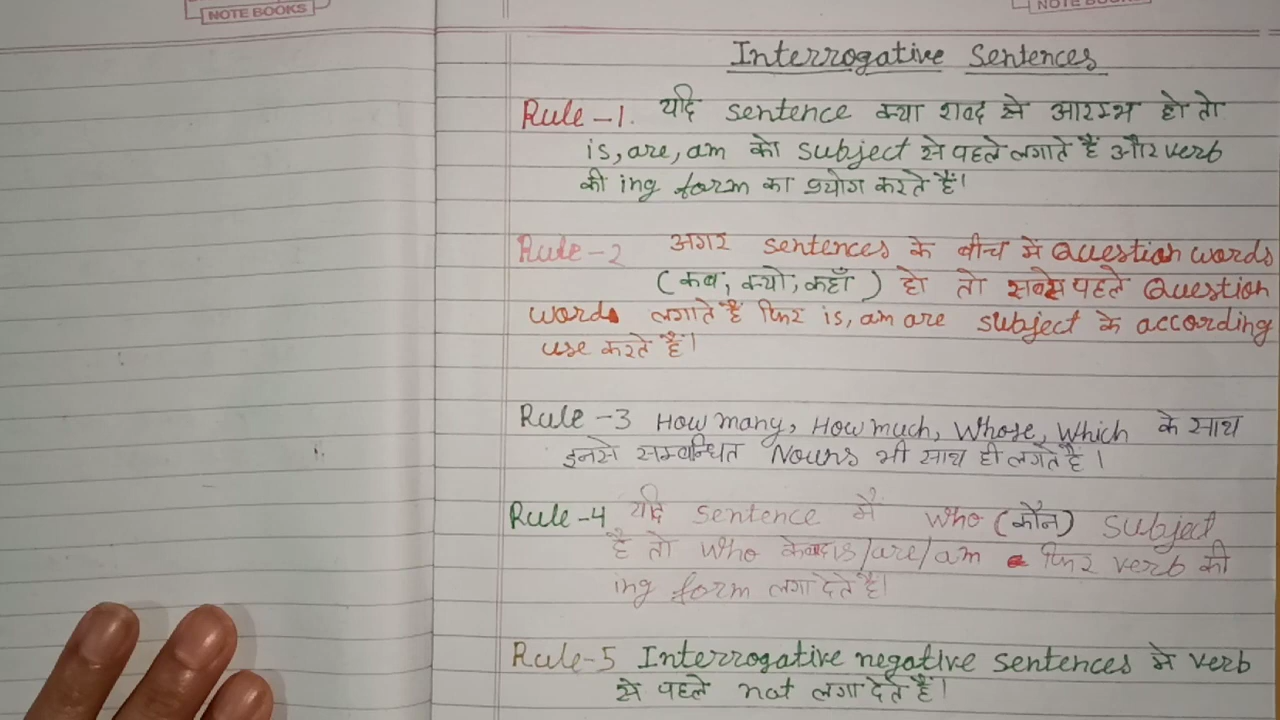 NOTE BOOKS
NOTE BOOKS
Interrogative Sentences
Rule-1. यदि sentence क्या शब्द से आरम्भ हो तो
is, are, am को subject से पहले लगाते हैं और verb
की ing form का प्रयोग करते हैं।
Rule-2 अगर sentences के बीच में Question words
(कब, क्यो, कहाँ) हो तो सबसे पहले Question
words लगाते हैं फिर is, am are subject के according
use करते हैं।
Rule-3 How many, How much, Whose, Which के साथ
इनसे सम्बन्धित Nouns भी साथ ही लगते है।
Rule-4 यदि sentence में who (कौन) subject
है तो who के बाद is/are/am फिर verb की
ing form लगा देते है।
Rule-5 Interrogative negative sentences मे verb
से पहले not लगा देते हैं।